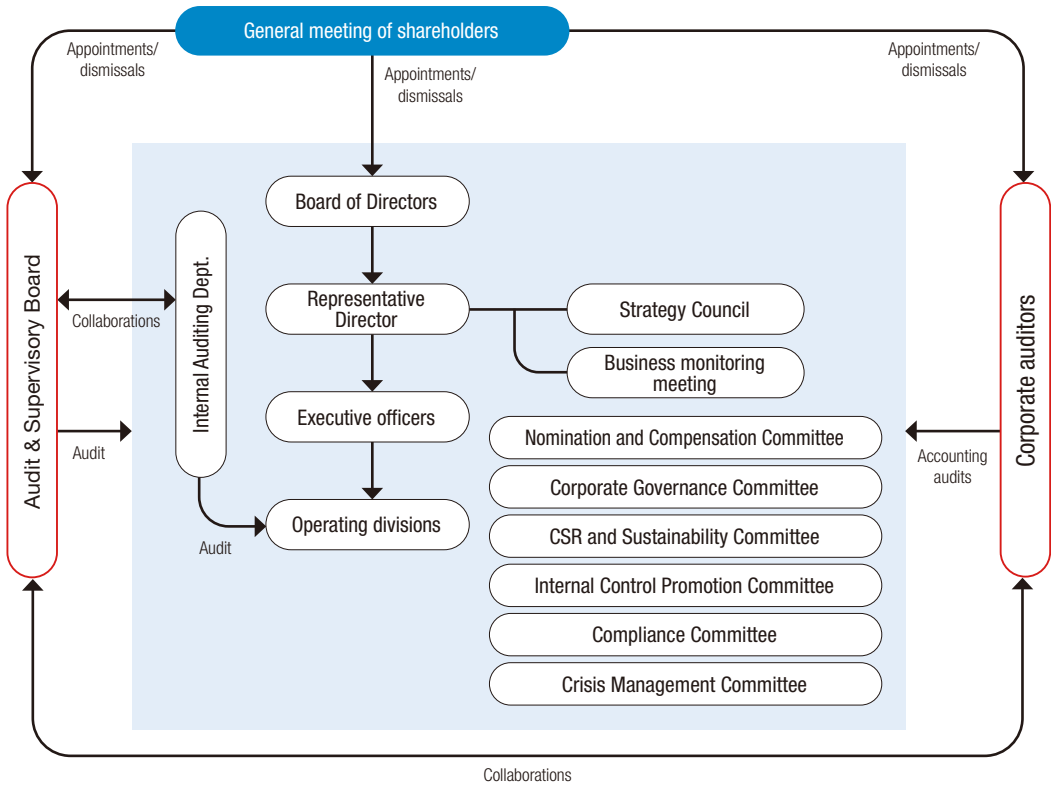 General meeting of shareholders
Appointments/
dismissals
Appointments/
dismissals
Appointments/
dismissals
Board of Directors
Audit & Supervisory Board
Internal Auditing Dept.
Collaborations
Representative
Director
Strategy Council
Business monitoring
meeting
Corporate auditors
Executive officers
Audit
Nomination and Compensation Committee
Accounting
audits
Corporate Governance Committee
Operating divisions
Audit
CSR and Sustainability Committee
Internal Control Promotion Committee
Compliance Committee
Crisis Management Committee
Collaborations